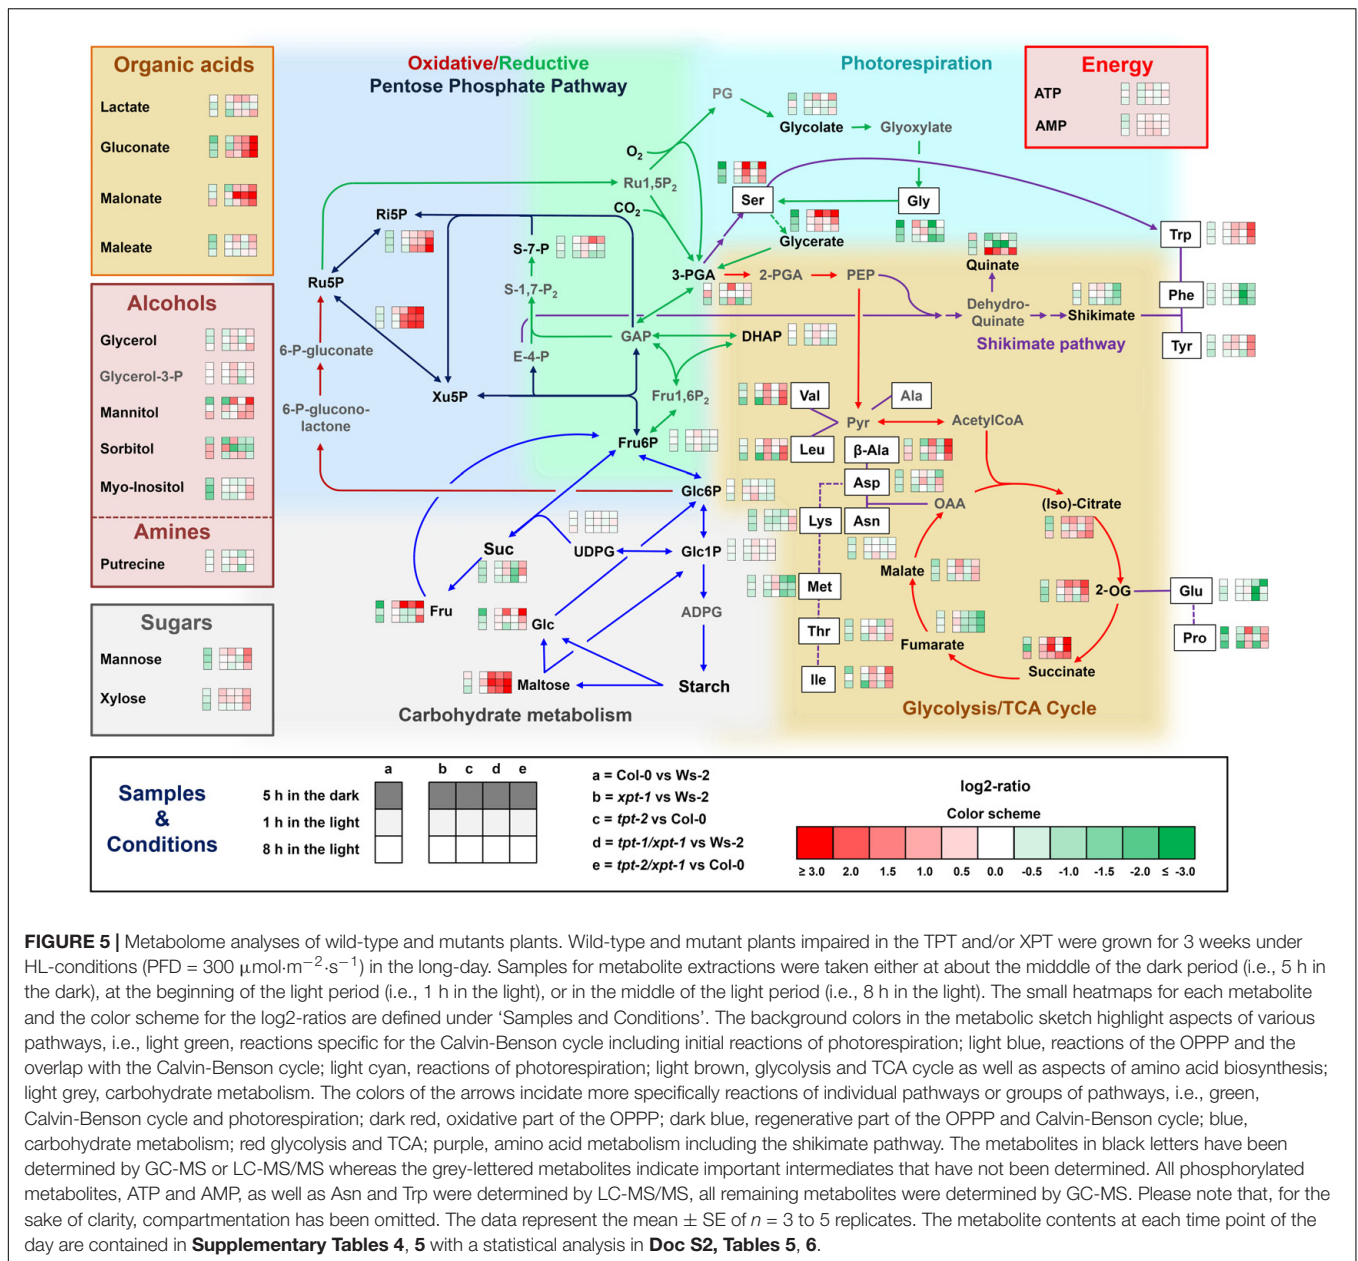 Organic acids
Lactate
Gluconate
Malonate
Maleate
Alcohols
Glycerol
Glycerol-3-P
Mannitol
Sorbitol
Myo-Inositol
Amines
Putrecine
Sugars
Mannose
Xylose
Oxidative/Reductive
Pentose Phosphate Pathway
Ri5P
Ru5P
6-P-gluconate
6-P-glucono-
lactone
Xu5P
S-7-P
S-1,7-P2
E-4-P
GAP
DHAP
Fru1,6P2
Fru6P
O2
Ru1,5P2
CO2
3-PGA
2-PGA
PEP
Photorespiration
PG
Glycolate
Glyoxylate
Ser
Gly
Glycerate
Energy
ATP
AMP
Quinate
Dehydro-
Quinate
Shikimate
Shikimate pathway
Trp
Phe
Tyr
Val
Leu
Ala
Pyr
AcetylCoA
β-Ala
Asp
Lys
Asn
OAA
Met
Thr
Ile
Malate
Fumarate
Succinate
(Iso)-Citrate
2-OG
Glu
Pro
Glycolysis/TCA Cycle
Glc6P
Glc1P
UDPG
ADPG
Suc
Fru
Glc
Maltose
Starch
Carbohydrate metabolism
Samples
&
Conditions
a b c d e
5 h in the dark
1 h in the light
8 h in the light
a = Col-0 vs Ws-2
b = xpt-1 vs Ws-2
c = tpt-2 vs Col-0
d = tpt-1/xpt-1 vs Ws-2
e = tpt-2/xpt-1 vs Col-0
log2-ratio
Color scheme
≥ 3.0 2.0 1.5 1.0 0.5 0.0 -0.5 -1.0 -1.5 -2.0 ≤ -3.0
FIGURE 5 | Metabolome analyses of wild-type and mutants plants. Wild-type and mutant plants impaired in the TPT and/or XPT were grown for 3 weeks under
HL-conditions (PFD = 300 μmol·m−2·s−1) in the long-day. Samples for metabolite extractions were taken either at about the midddle of the dark period (i.e., 5 h in
the dark), at the beginning of the light period (i.e., 1 h in the light), or in the middle of the light period (i.e., 8 h in the light). The small heatmaps for each metabolite
and the color scheme for the log2-ratios are defined under ‘Samples and Conditions’. The background colors in the metabolic sketch highlight aspects of various
pathways, i.e., light green, reactions specific for the Calvin-Benson cycle including initial reactions of photorespiration; light blue, reactions of the OPPP and the
overlap with the Calvin-Benson cycle; light cyan, reactions of photorespiration; light brown, glycolysis and TCA cycle as well as aspects of amino acid biosynthesis;
light grey, carbohydrate metabolism. The colors of the arrows incidate more specifically reactions of individual pathways or groups of pathways, i.e., green,
Calvin-Benson cycle and photorespiration; dark red, oxidative part of the OPPP; dark blue, regenerative part of the OPPP and Calvin-Benson cycle; blue,
carbohydrate metabolism; red glycolysis and TCA; purple, amino acid metabolism including the shikimate pathway. The metabolites in black letters have been
determined by GC-MS or LC-MS/MS whereas the grey-lettered metabolites indicate important intermediates that have not been determined. All phosphorylated
metabolites, ATP and AMP, as well as Asn and Trp were determined by LC-MS/MS, all remaining metabolites were determined by GC-MS. Please note that, for the
sake of clarity, compartmentation has been omitted. The data represent the mean ± SE of n = 3 to 5 replicates. The metabolite contents at each time point of the
day are contained in Supplementary Tables 4, 5 with a statistical analysis in Doc S2, Tables 5, 6.